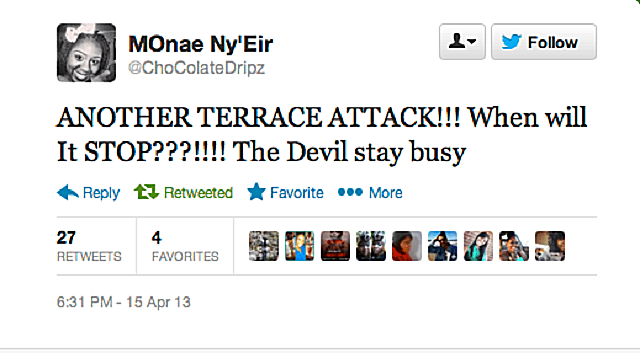 MOnae Ny'Eir
@ChoColateDripz
Follow
ANOTHER TERRACE ATTACK!!! When will
It STOP???!!!! The Devil stay busy
Reply Retweeted Favorite More
27 4
RETWEETS FAVORITES
6:31 PM - 15 Apr 13